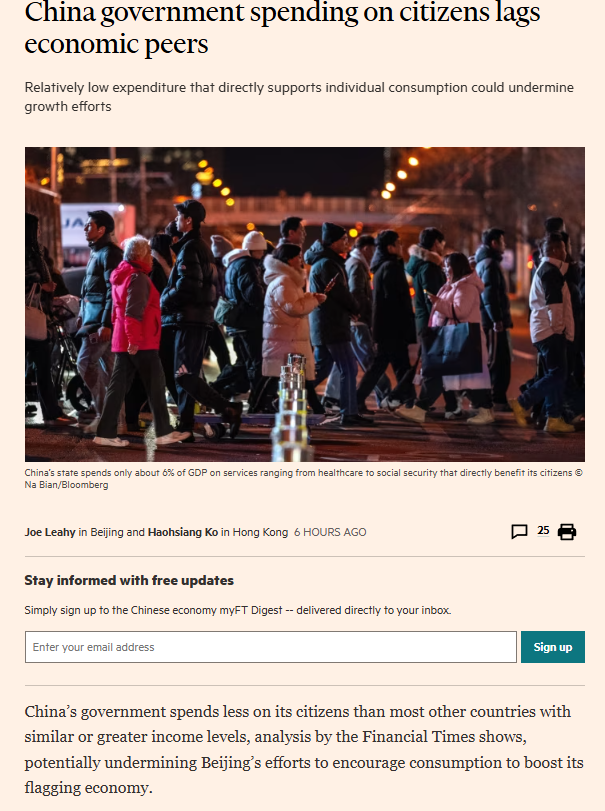 China government spending on citizens lags
economic peers
Relatively low expenditure that directly supports individual consumption could undermine
growth efforts
China's state spends only about 6% of GDP on services ranging from healthcare to social security that directly benefit its citizens ©
Na Bian/Bloomberg
Joe Leahy in Beijing and Haohsiang Ko in Hong Kong 6 HOURS AGO
25
Stay informed with free updates
Simply sign up to the Chinese economy myFT Digest -- delivered directly to your inbox.
Enter your email address
Sign up
China's government spends less on its citizens than most other countries with
similar or greater income levels, analysis by the Financial Times shows,
potentially undermining Beijing's efforts to encourage consumption to boost its
flagging economy.